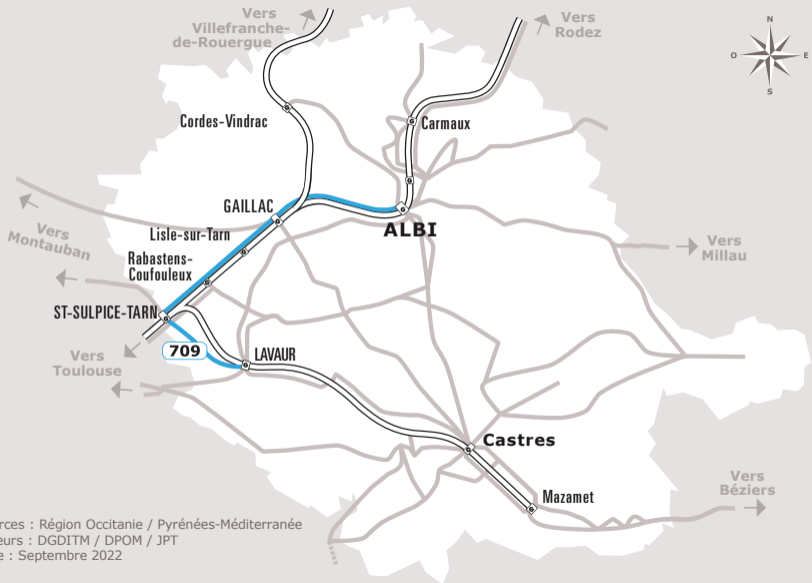 Vers
Villefranche-
de-Rouergue
Vers
Rodez
N
O
E
S
Cordes-Vindrac
Carmaux
GAILLAC
ALBI
Lisle-sur-Tarn
Vers
Montauban
Rabastens-
Coufouleux
Vers
Millau
ST-SULPICE-TARN
709
LAVAUR
Vers
Toulouse
Castres
Mazamet
Vers
Béziers
rces : Région Occitanie / Pyrénées-Méditerranée
eurs : DGDITM / DPOM / JPT
e : Septembre 2022